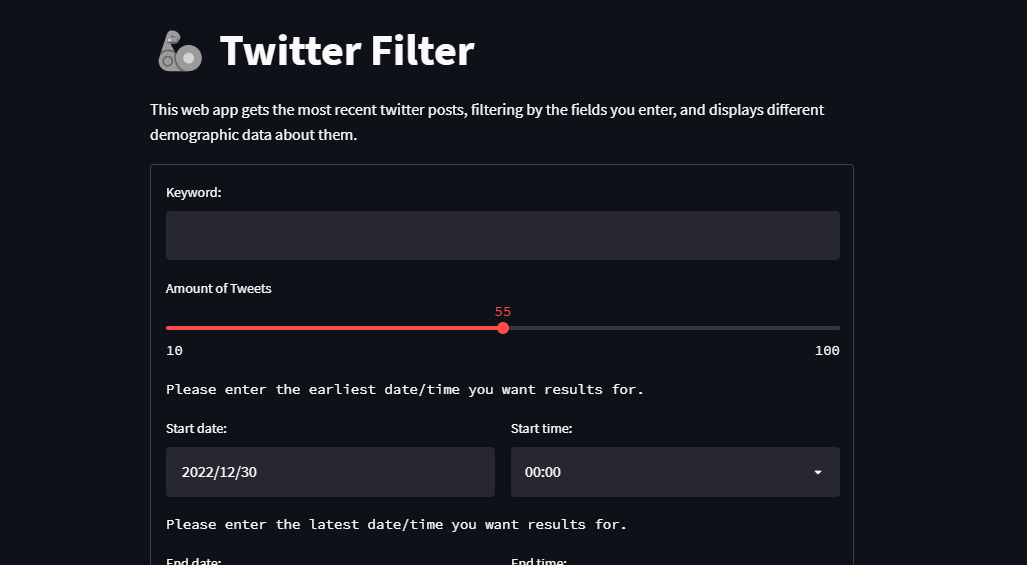 Twitter Filter
This web app gets the most recent twitter posts, filtering by the fields you enter, and displays different
demographic data about them.
Keyword:
Amount of Tweets
55
10 100
Please enter the earliest date/time you want results for.
Start date: Start time:
2022/12/30 00:00
Please enter the latest date/time you want results for.
End date: End time: